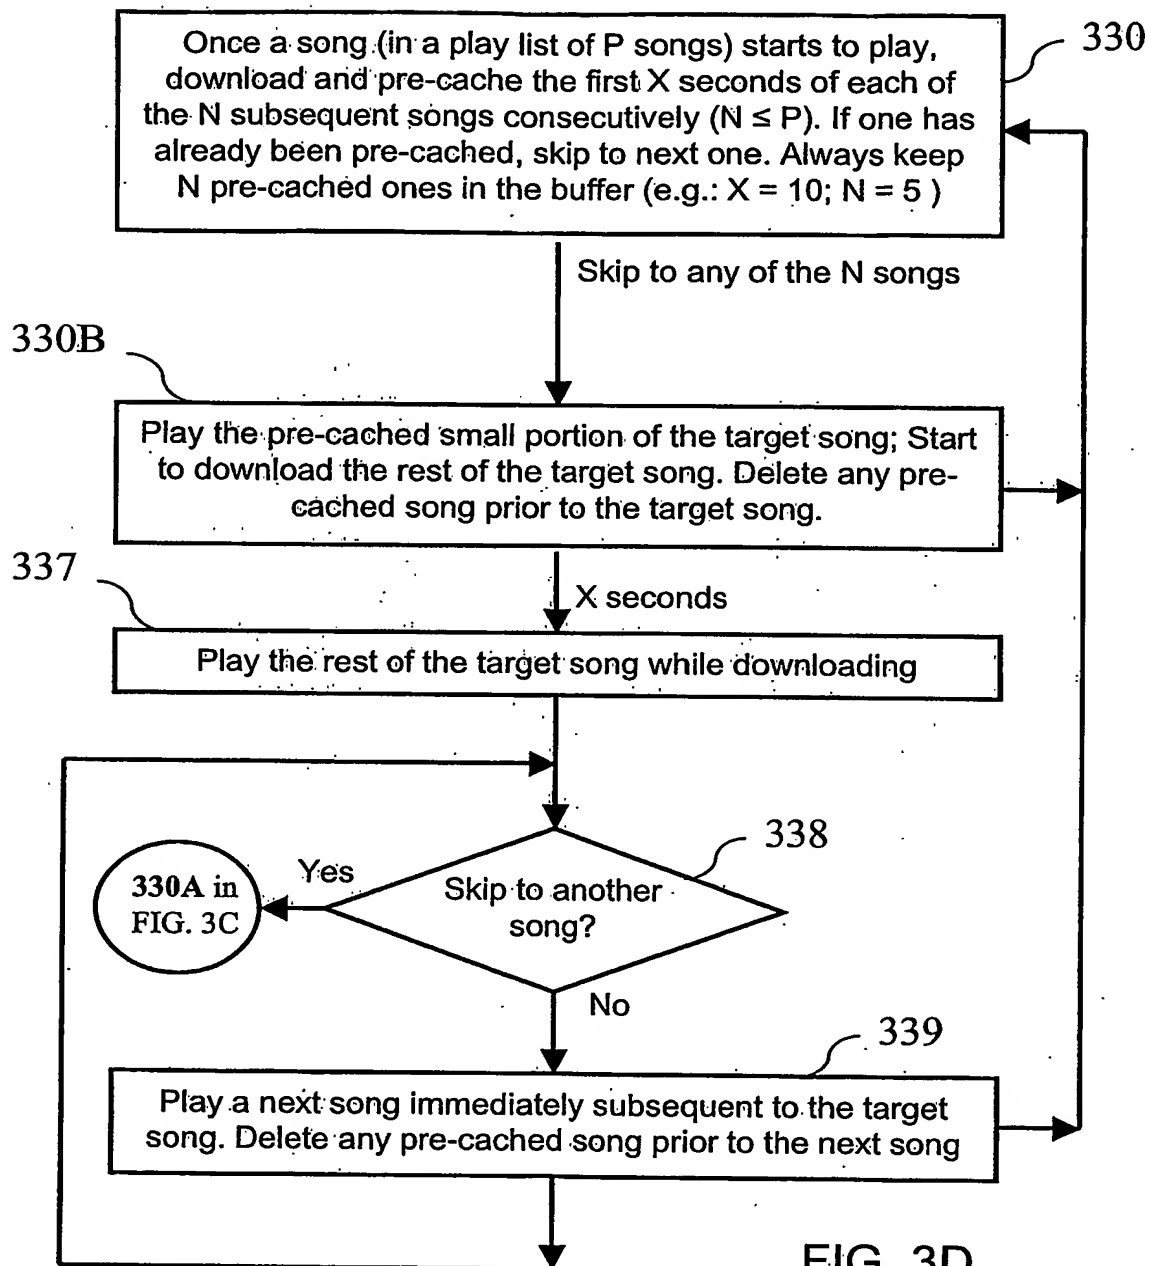 Once a song (in a play list of P songs) starts to play,
download and pre-cache the first X seconds of each of
the N subsequent songs consecutively (N ≤ P). If one has
already been pre-cached, skip to next one. Always keep
N pre-cached ones in the buffer (e.g.: X = 10; N = 5 )
330
Skip to any of the N songs
330B
Play the pre-cached small portion of the target song; Start
to download the rest of the target song. Delete any pre-
cached song prior to the target song.
337
X seconds
Play the rest of the target song while downloading
338
Yes
330A in
FIG. 3C
Skip to another
song?
No
339
Play a next song immediately subsequent to the target
song. Delete any pre-cached song prior to the next song
FIG. 3D